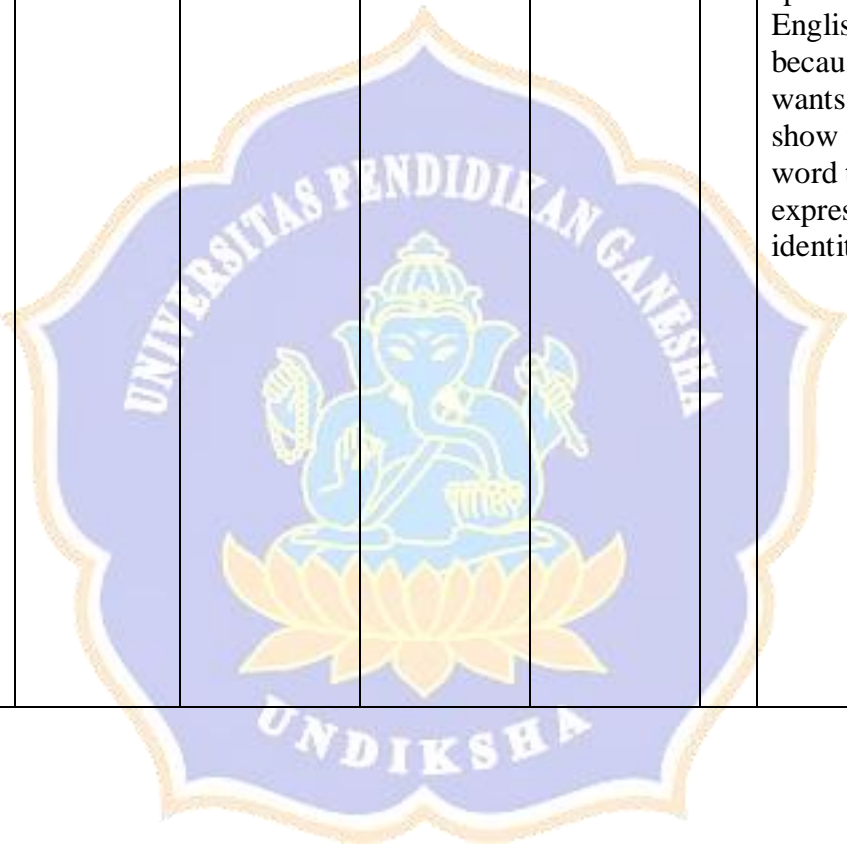 Englis
becau
wants
show
word t
expres
identit
UNIVERSITAS PENDIDIKAN GANESHA
UNDIKSHA